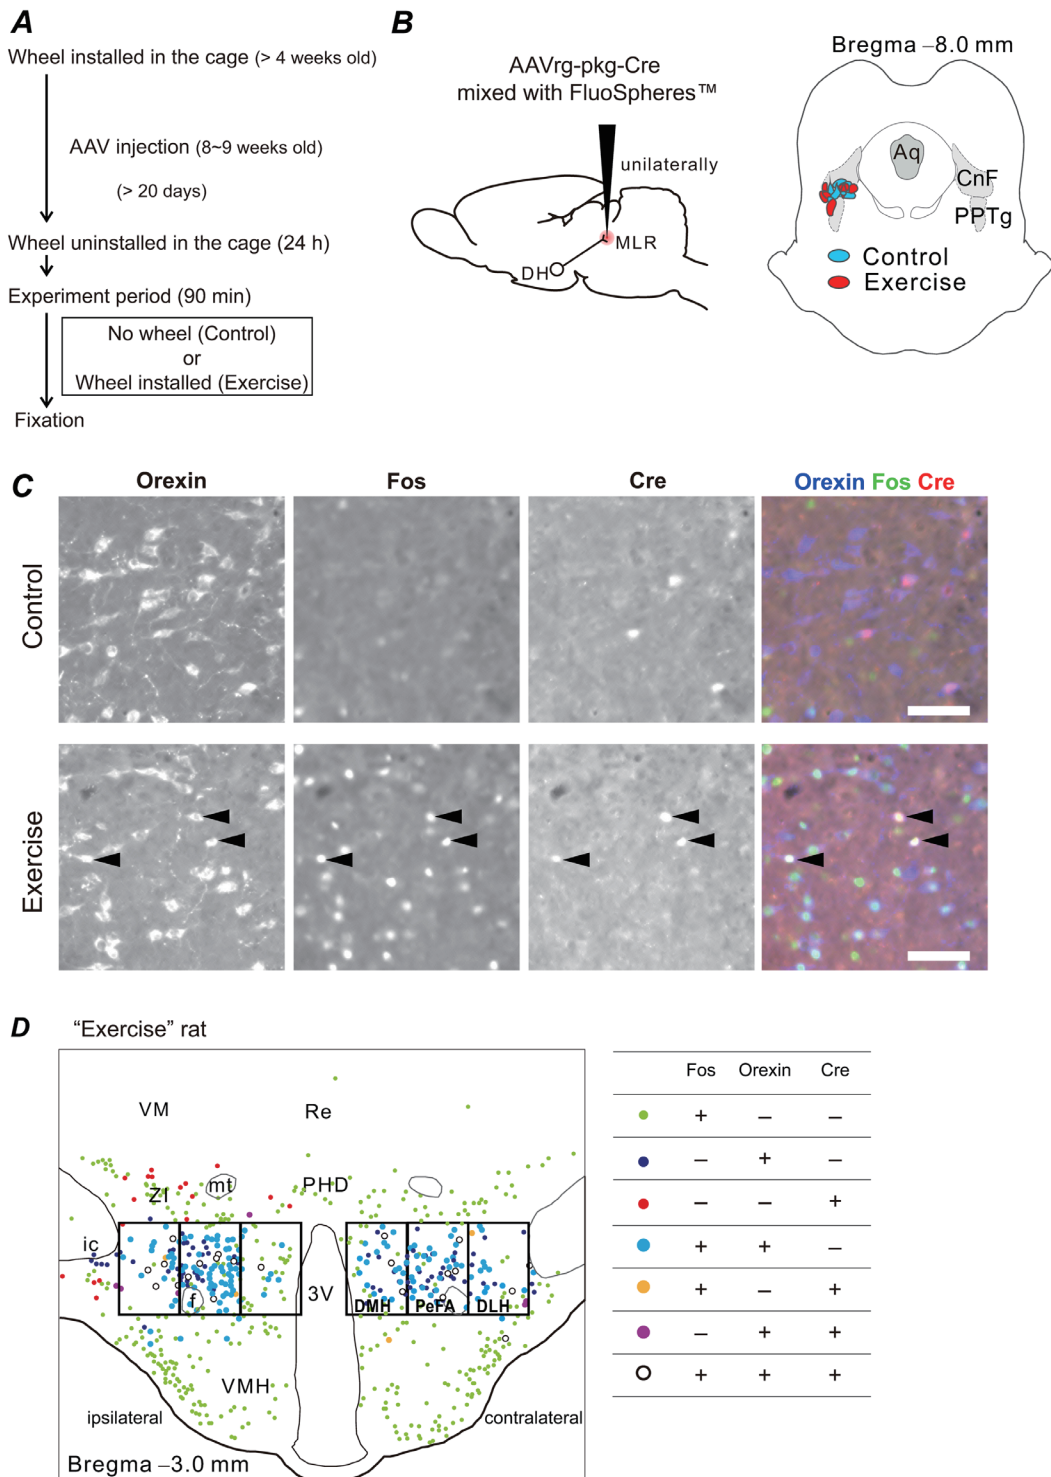 A
Wheel installed in the cage (> 4 weeks old)
AAV injection (8~9 weeks old)
(> 20 days)
Wheel uninstalled in the cage (24 h)
Experiment period (90 min)
No wheel (Control)
or
Wheel installed (Exercise)
Fixation
B
AAVrg-pkg-Cre
mixed with FluoSpheres™
unilaterally
MLR
DH
Bregma –8.0 mm
Aq
CnF
PPTg
Control
Exercise
C
Orexin Fos Cre Orexin Fos Cre
Control
Exercise
D
“Exercise” rat
VM Re
ZI mt PHD
ic
f 3V
DMH PeFA DLH
VMH
ipsilateral contralateral
Bregma –3.0 mm
Fos Orexin Cre
+ – –
– + –
– – +
+ + –
+ – +
– + +
+ + +